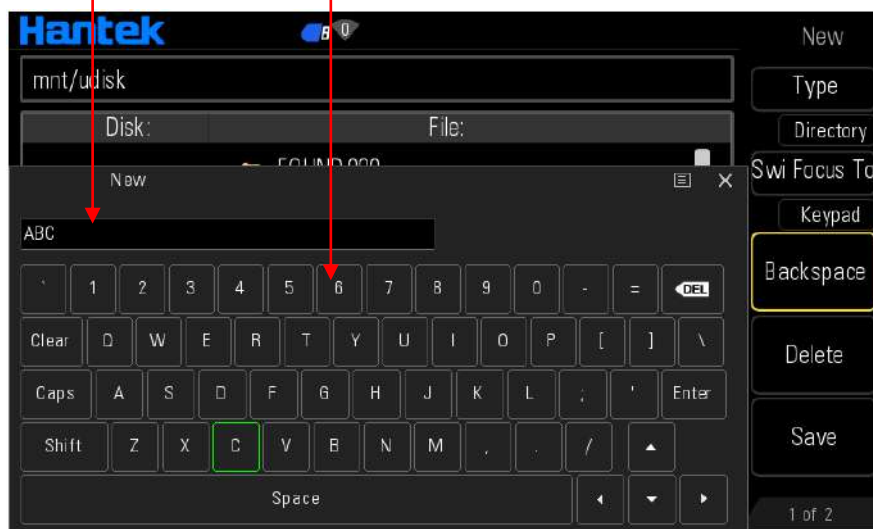 Hantek B 0 New
mnt/udisk
Type
Disk: File: Directory
Swi Focus To
New
Keypad
ABC
Backspace
` 1 2 3 4 5 6 7 8 9 0 - = DEL
Clear Q W E R T Y U I O P [ ] \
Delete
Caps A S D F G H J K L ; ' Enter
Shift Z X C V B N M , . /
Save
Space
1 of 2